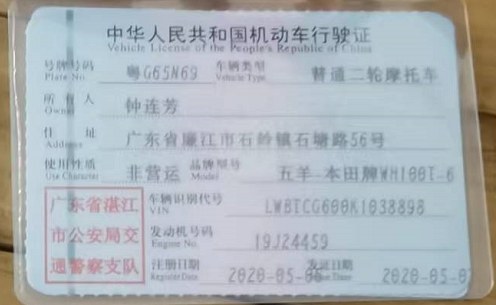 中华人民共和国机动车行驶证
Vehicle License of the People's Republic of China
号牌号码 粤G65N69 车辆类型 普通二轮摩托车
Plate No. Vehicle Type
所有人 钟连芳
Owner
住址 广东省廉江市石岭镇石塘路56号
Address
使用性质 非营运 品牌型号 五羊-本田牌WH100T-6
Use Character Model
广东省湛江 车辆识别代号 LWBTCG600K1038898
VIN
市公安局交 发动机号码 19J24459
Engine No.
通警察支队 注册日期 2020-05- 发证日期 2020-05-
Register Date Issue Date